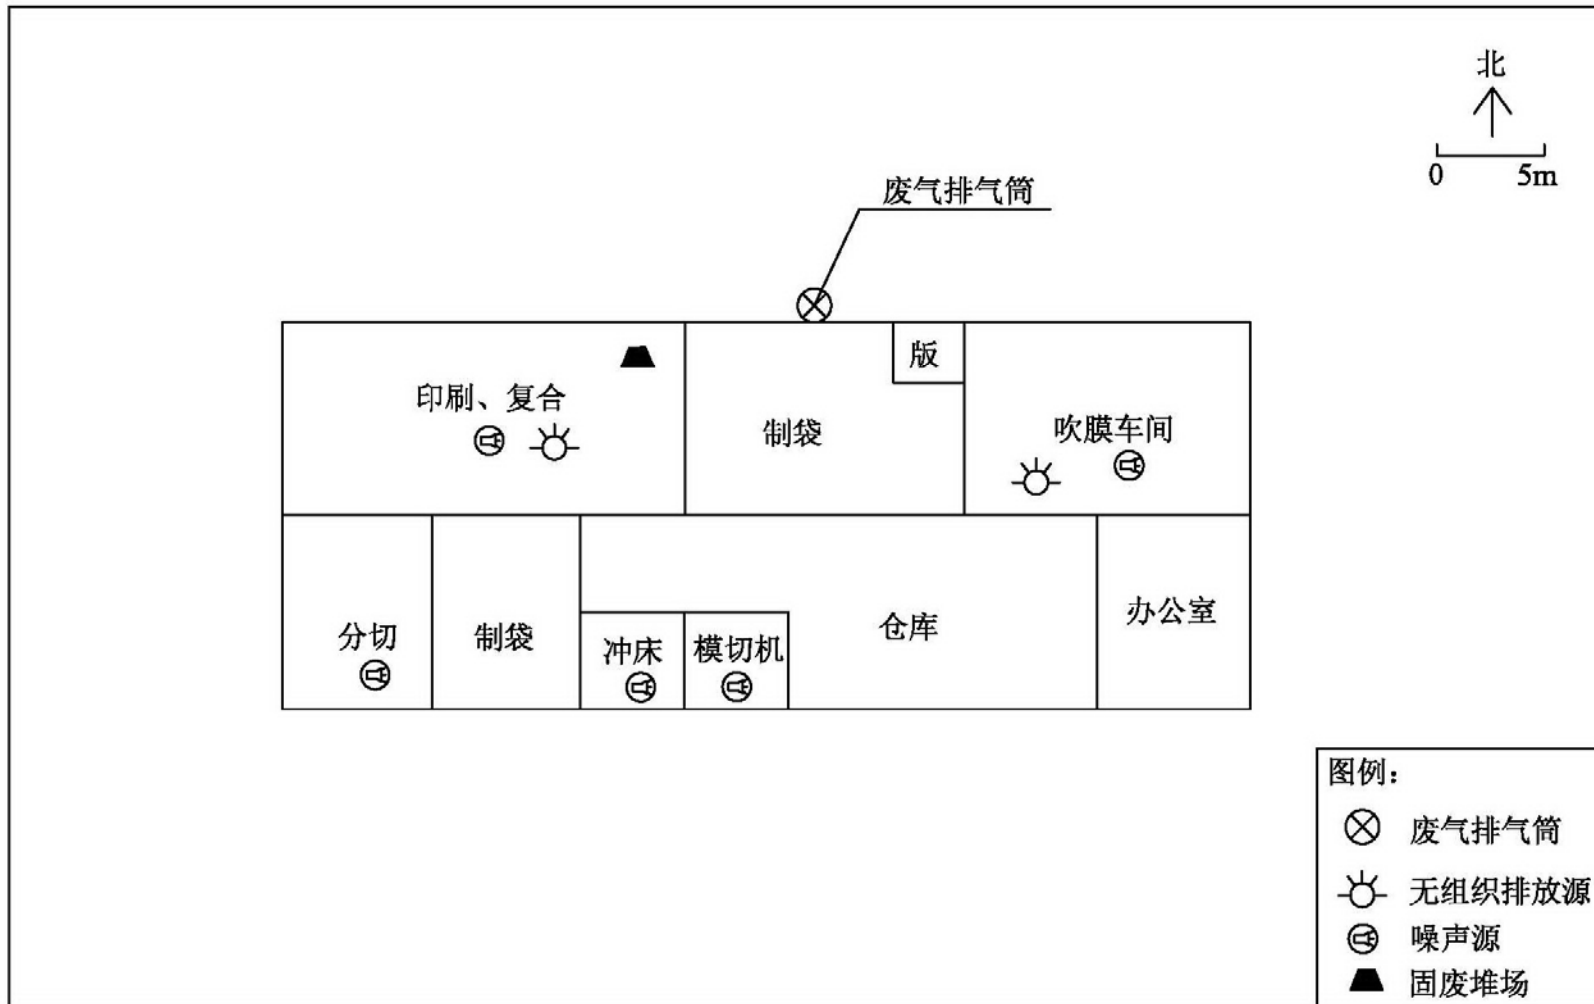 北
0 5m
废气排气筒
版
印刷、复合
制袋
吹膜车间
分切
制袋
冲床
模切机
仓库
办公室
图例：
废气排气筒
无组织排放源
噪声源
固废堆场